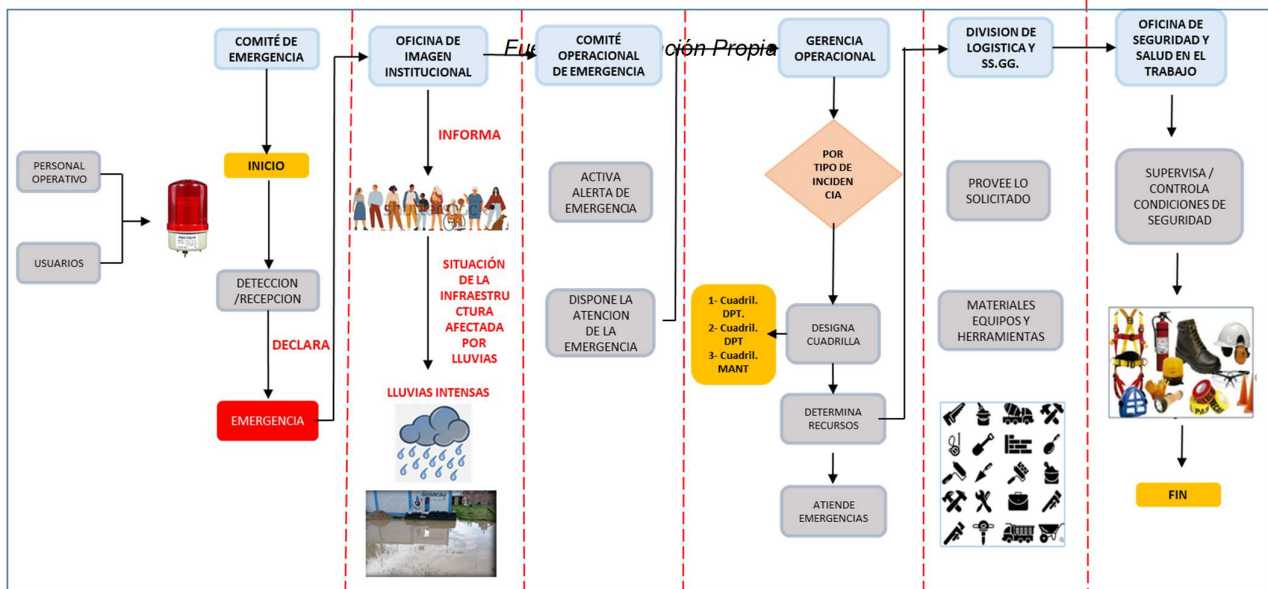 PERSONAL
OPERATIVO
USUARIOS
COMITÉ DE
EMERGENCIA
INICIO
DETECCION
/RECEPCION
DECLARA
EMERGENCIA
OFICINA DE
IMAGEN
INSTITUCIONAL
INFORMA
SITUACIÓN
DE LA
INFRAESTRU
CTURA
AFECTADA
POR
LLUVIAS
LLUVIAS INTENSAS
COMITÉ
OPERACIONAL
DE EMERGENCIA
ACTIVA
ALERTA DE
EMERGENCIA
DISPONE LA
ATENCION
DE LA
EMERGENCIA
Propia
GERENCIA
OPERACIONAL
POR
TIPO DE
INCIDEN
CIA
1- Cuadril.
DPT.
2- Cuadril.
DPT
3- Cuadril.
MANT
DESIGNA
CUADRILLA
DETERMINA
RECURSOS
ATIENDE
EMERGENCIAS
DIVISION DE
LOGISTICA Y
SS.GG.
PROVEE LO
SOLICITADO
MATERIALES
EQUIPOS Y
HERRAMIENTAS
OFICINA DE
SEGURIDAD Y
SALUD EN EL
TRABAJO
SUPERVISA /
CONTROLA
CONDICIONES DE
SEGURIDAD
FIN